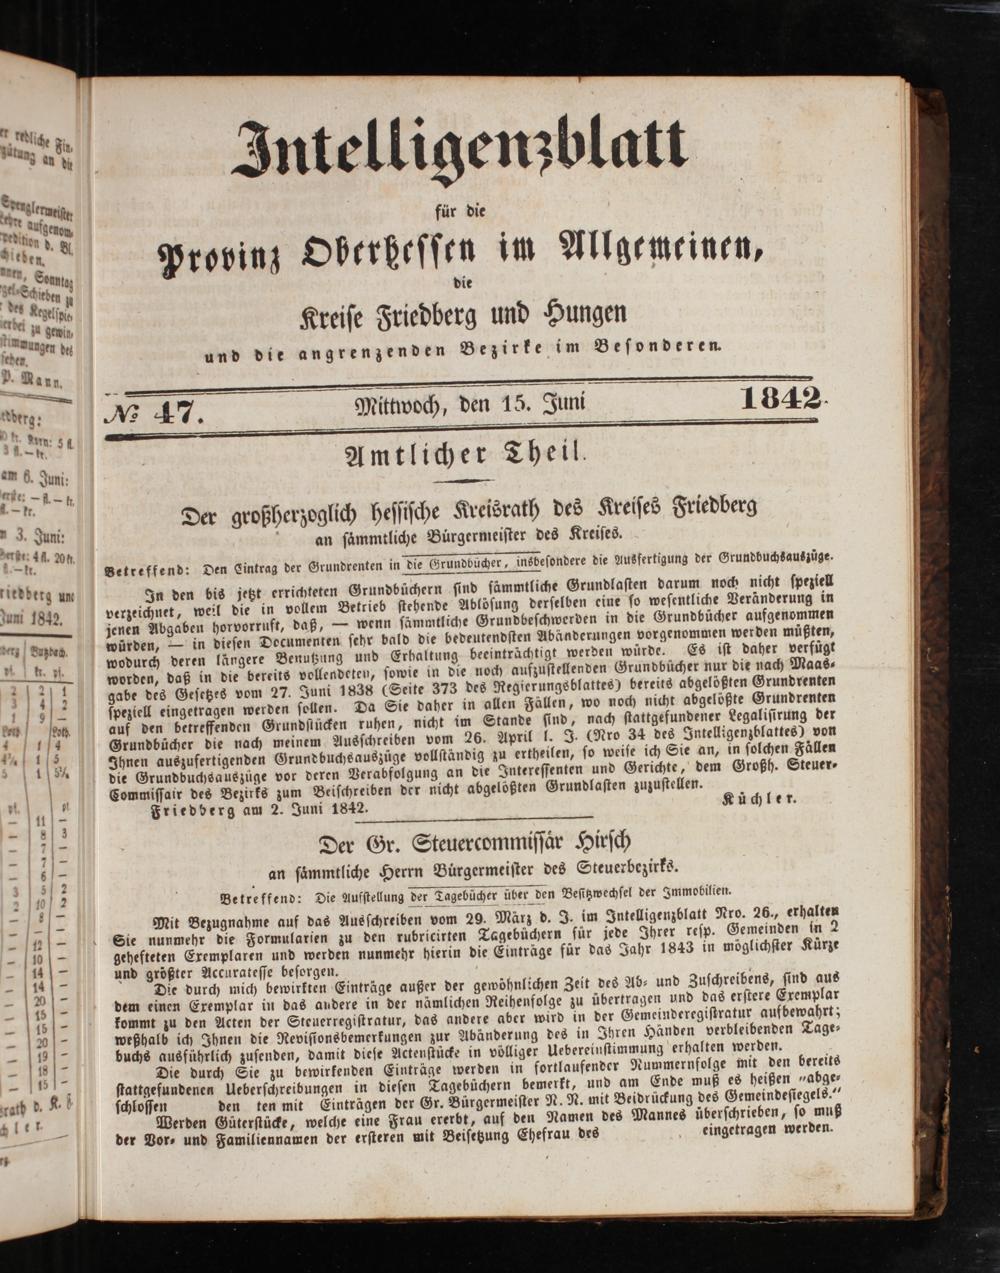 Intelligenzblatt
für die
Provinz Oberhessen im Allgemeinen,
die
Kreise Friedberg und Hungen
und die angrenzenden Bezirke im Besonderen.
№ 47.
Mittwoch, den 15. Juni
1842.
Amtlicher Theil.
Der großherzoglich hessische Kreisrath des Kreises Friedberg
an sämmtliche Bürgermeister des Kreises.
Betreffend: Den Eintrag der Grundrenten in die Grundbücher, insbesondere die Ausfertigung der Grundbuchsauszüge.
In den bis jetzt errichteten Grundbüchern sind sämmtliche Grundlasten darum noch nicht speziell
verzeichnet, weil die in vollem Betrieb stehende Ablösung derselben eine so wesentliche Veränderung in
jenen Abgaben horvorruft, daß, — wenn sämmtliche Grundbeschwerden in die Grundbücher aufgenommen
würden, — in diesen Documenten sehr bald die bedeutendsten Abänderungen vorgenommen werden müßten,
wodurch deren längere Benutzung und Erhaltung beeinträchtigt werden würde. Es ist daher verfügt
worden, daß in die bereits vollendeten, sowie in die noch aufzustellenden Grundbücher nur die nach Maas-
gabe des Gesetzes vom 27. Juni 1838 (Seite 373 des Regierungsblattes) bereits abgelößten Grundrenten
speziell eingetragen werden sollen. Da Sie daher in allen Fällen, wo noch nicht abgelößte Grundrenten
auf den betreffenden Grundstücken ruhen, nicht im Stande sind, nach stattgefundener Legalisirung der
Grundbücher die nach meinem Ausschreiben vom 26. April l. J. (Nro 34 des Intelligenzblattes) von
Ihnen auszufertigenden Grundbuchsauszüge vollständig zu ertheilen, so weise ich Sie an, in solchen Fällen
die Grundbuchsauszüge vor deren Verabfolgung an die Interessenten und Gerichte, dem Großh. Steuer-
Commissair des Bezirks zum Beischreiben der nicht abgelößten Grundlasten zuzustellen.
Friedberg am 2. Juni 1842.
Küchler.
Der Gr. Steuercommissär Hirsch
an sämmtliche Herrn Bürgermeister des Steuerbezirks.
Betreffend: Die Aufstellung der Tagebücher über den Besitzwechsel der Immobilien.
Mit Bezugnahme auf das Ausschreiben vom 29. März d. J. im Intelligenzblatt Nro. 26., erhalten
Sie nunmehr die Formularien zu den rubricirten Tagebüchern für jede Ihrer resp. Gemeinden in 2
gehefteten Exemplaren und werden nunmehr hierin die Einträge für das Jahr 1843 in möglichster Kürze
und größter Accuratesse besorgen.
Die durch mich bewirkten Einträge außer der gewöhnlichen Zeit des Ab- und Zuschreibens, sind aus
dem einen Exemplar in das andere in der nämlichen Reihenfolge zu übertragen und das erstere Exemplar
kommt zu den Acten der Steuerregistratur, das andere aber wird in der Gemeinderegistratur aufbewahrt;
weßhalb ich Ihnen die Revisionsbemerkungen zur Abänderung des in Ihren Händen verbleibenden Tage-
buchs ausführlich zusenden, damit diese Actenstücke in völliger Uebereinstimmung erhalten werden.
Die durch Sie zu bewirkenden Einträge werden in fortlaufender Nummernfolge mit den bereits
stattgefundenen Ueberschreibungen in diesen Tagebüchern bemerkt, und am Ende muß es heißen „abge-
schlossen den ten mit Einträgen der Gr. Bürgermeister N. N. mit Beidrückung des Gemeindesiegels.“
Werden Güterstücke, welche eine Frau ererbt, auf den Namen des Mannes überschrieben, so muß
der Vor- und Familiennamen der ersteren mit Beisetzung Ehefrau des eingetragen werden.